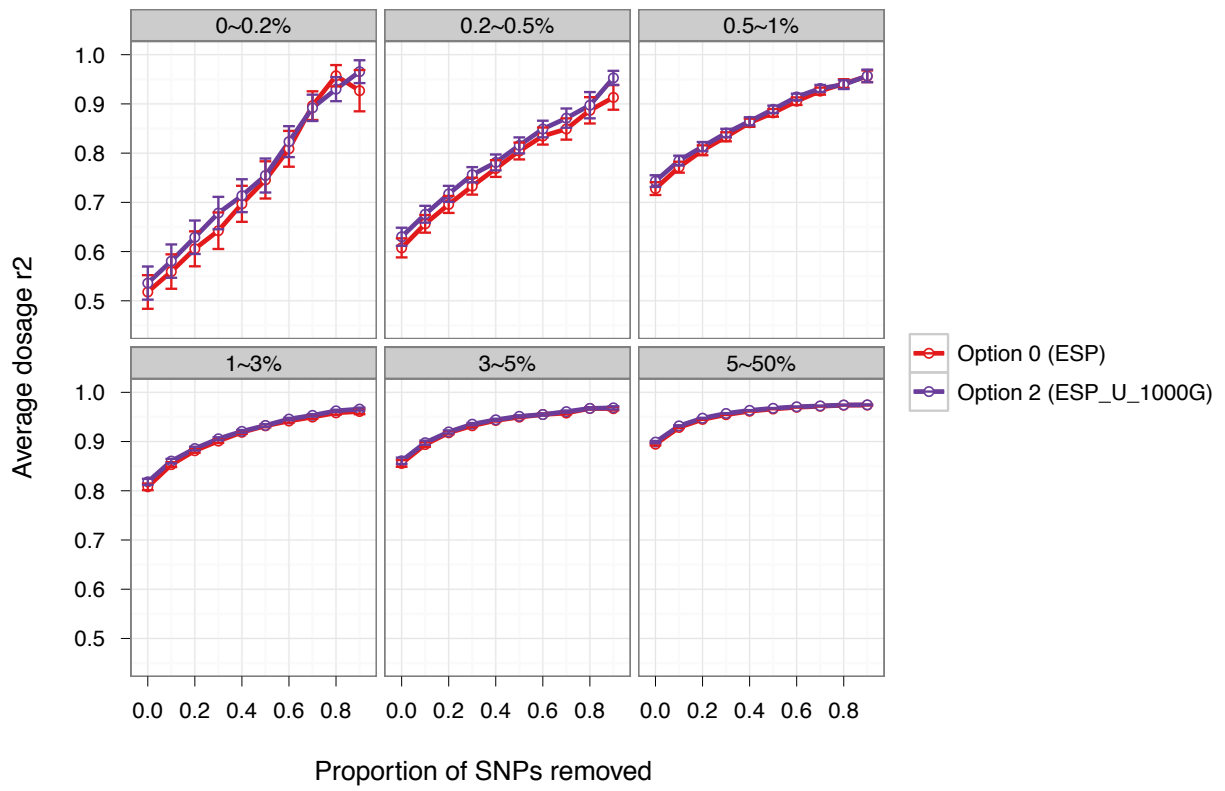 0~0.2%
0.2~0.5%
0.5~1%
1.0
0.9
0.8
0.7
0.6
0.5
1~3%
3~5%
5~50%
1.0
0.9
0.8
0.7
0.6
0.5
0.0 0.2 0.4 0.6 0.8
0.0 0.2 0.4 0.6 0.8
0.0 0.2 0.4 0.6 0.8
Average dosage r2
Proportion of SNPs removed
Option 0 (ESP)
Option 2 (ESP_U_1000G)